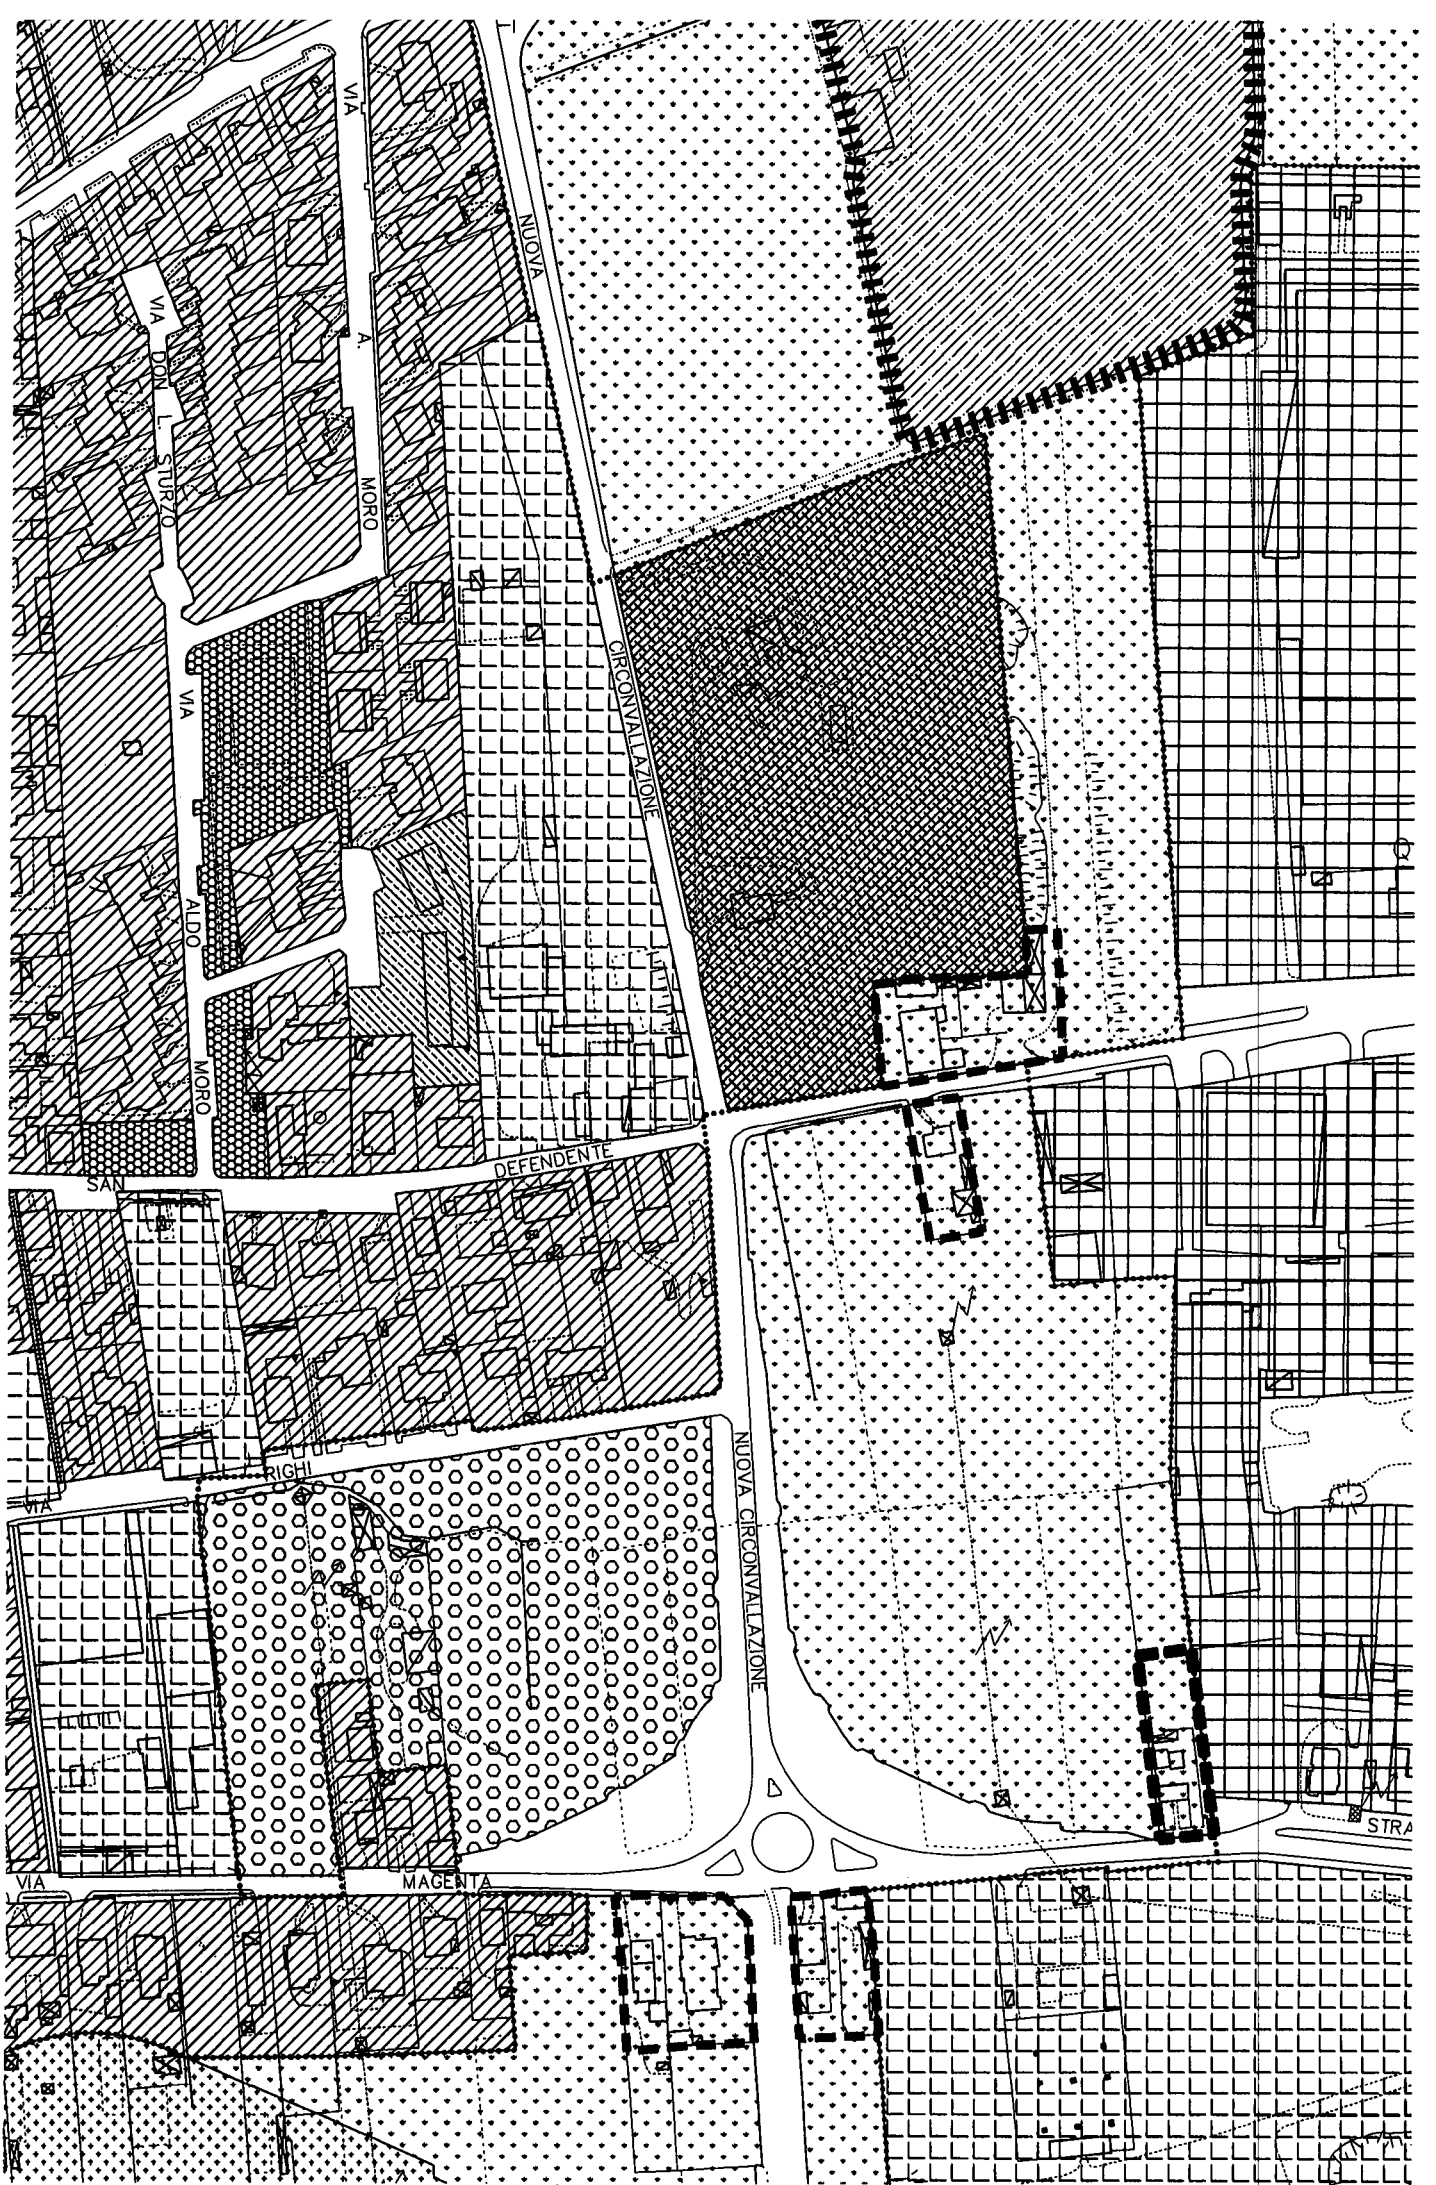 VIA
A.
MORO
NUOVA
CIRCONVALLAZIONE
VIA
DON
L.
STURZO
VIA
ALDO
MORO
SAN
DEFENDENTE
VIA
RIGHI
NUOVA CIRCONVALLAZIONE
STRA
VIA
MAGENTA